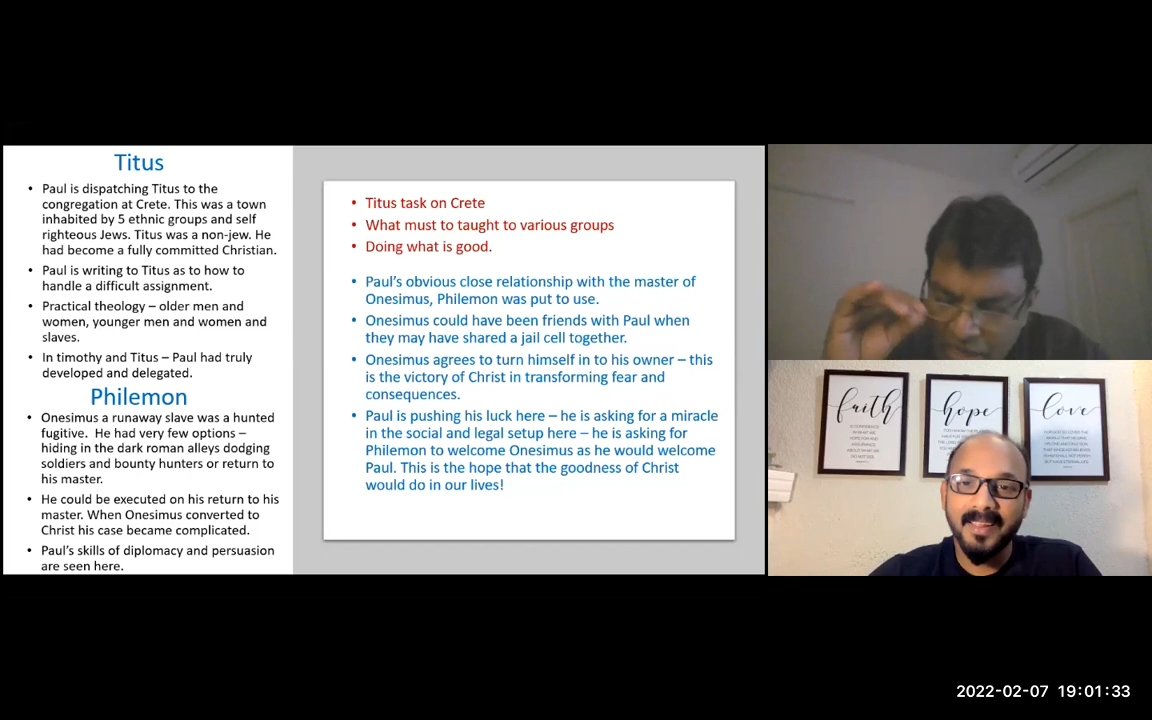 Titus
• Paul is dispatching Titus to the
congregation at Crete. This was a town
inhabited by 5 ethnic groups and self
righteous Jews. Titus was a non-jew. He
had become a fully committed Christian.
• Paul is writing to Titus as to how to
handle a difficult assignment.
• Practical theology – older men and
women, younger men and women and
slaves.
• In timothy and Titus – Paul had truly
developed and delegated.
Philemon
• Onesimus a runaway slave was a hunted
fugitive. He had very few options –
hiding in the dark roman alleys dodging
soldiers and bounty hunters or return to
his master.
• He could be executed on his return to his
master. When Onesimus converted to
Christ his case became complicated.
• Paul's skills of diplomacy and persuasion
are seen here.
• Titus task on Crete
• What must to taught to various groups
• Doing what is good.
• Paul's obvious close relationship with the master of
Onesimus, Philemon was put to use.
• Onesimus could have been friends with Paul when
they may have shared a jail cell together.
• Onesimus agrees to turn himself in to his owner – this
is the victory of Christ in transforming fear and
consequences.
• Paul is pushing his luck here – he is asking for a miracle
in the social and legal setup here – he is asking for
Philemon to welcome Onesimus as he would welcome
Paul. This is the hope that the goodness of Christ
would do in our lives!
faith
hope
love
2022-02-07 19:01:33